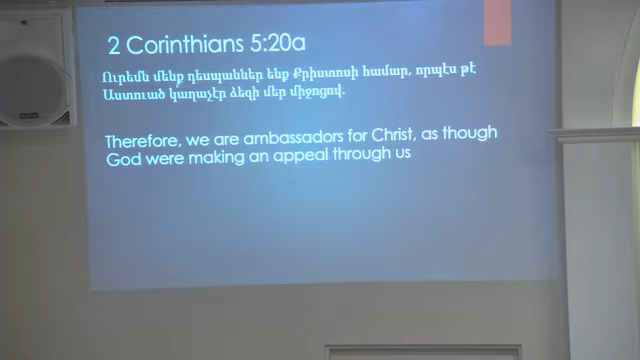 2 Corinthians 5:20a
Ուրեմն մենք դեսպաններ ենք Քրիստոսի համար, որպէս թէ
Աստուած կաղաչէր ձեզի մեր միջոցով.
Therefore, we are ambassadors for Christ, as though
God were making an appeal through us